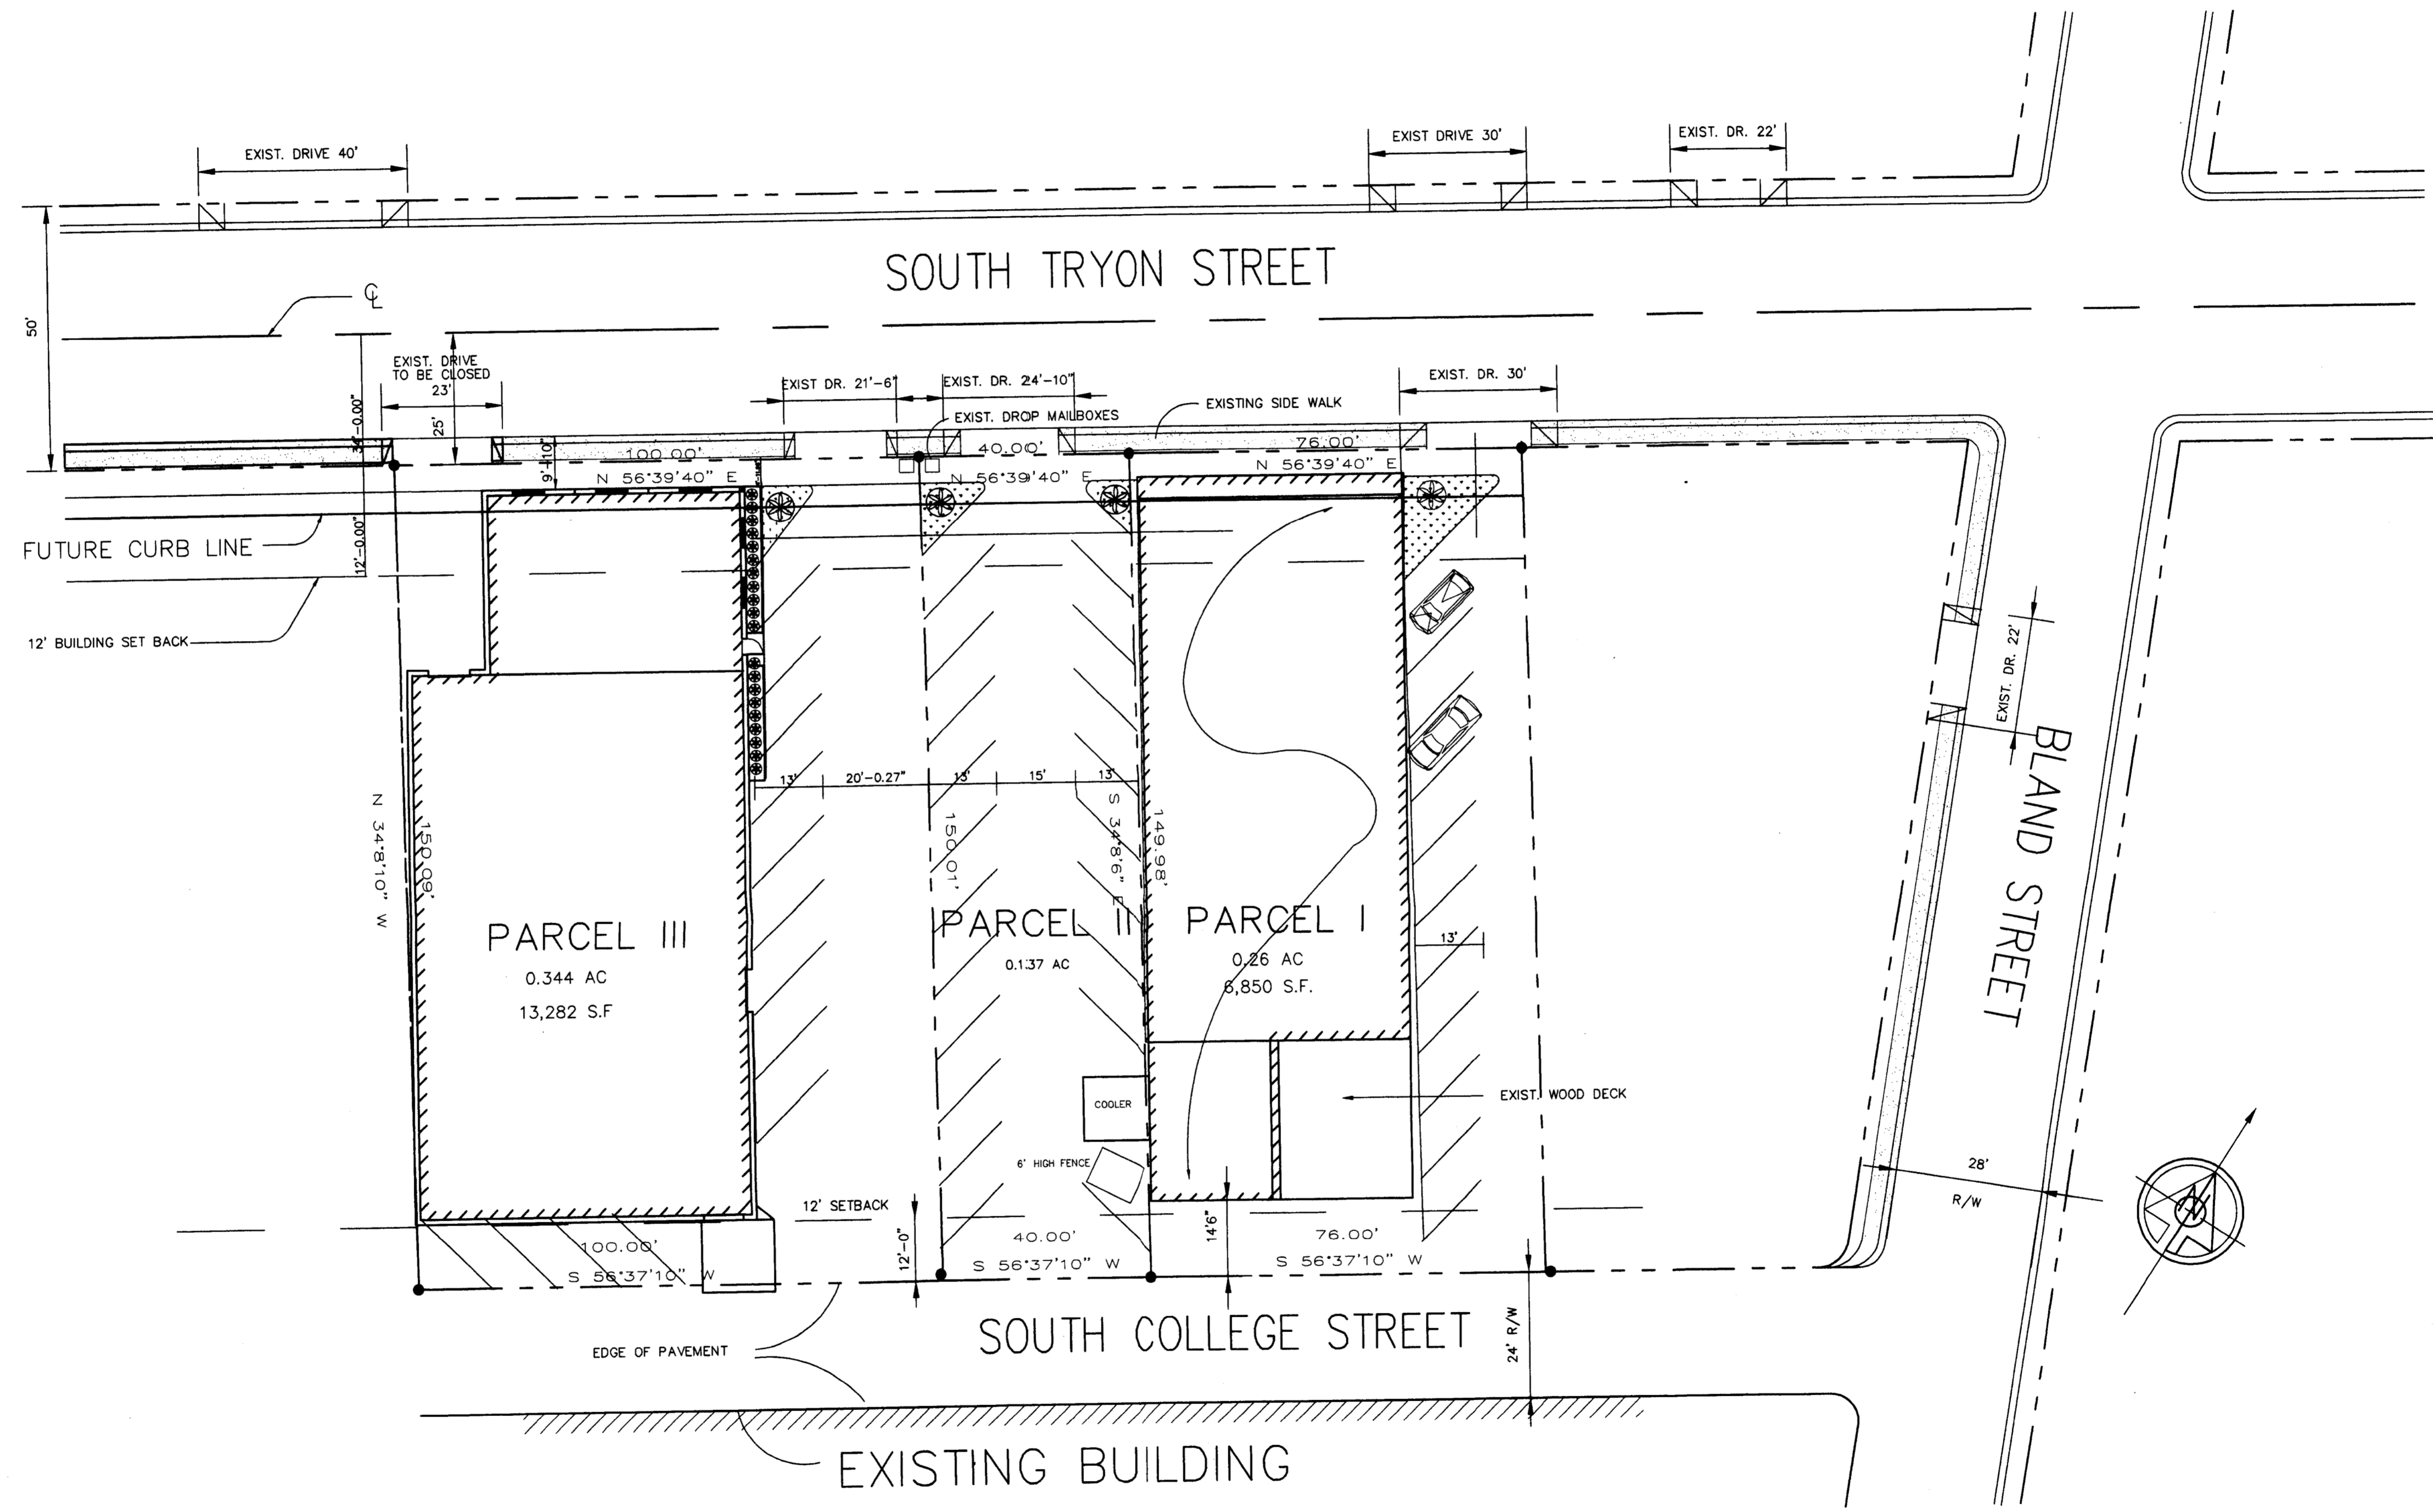 EXIST. DRIVE 40'
EXIST DRIVE 30'
EXIST. DR. 22'
SOUTH TRYON STREET
50'
EXIST. DRIVE
TO BE CLOSED
23'
25'
34'-0.00"
EXIST DR. 21'-6"
EXIST. DR. 24'-10"
EXIST. DROP MAILBOXES
EXISTING SIDE WALK
EXIST. DR. 30'
9'-10"
100.00'
N 56°39'40" E
40.00'
N 56°39'40" E
76.00'
N 56°39'40" E
FUTURE CURB LINE
12'-0.00"
12' BUILDING SET BACK
EXIST. DR. 22'
BLAND STREET
13'
20'-0.27"
13'
15'
13'
N 34°8'10" W
150.09'
150.01'
S 34°8'6" E
149.98'
PARCEL III
0.344 AC
13,282 S.F
PARCEL II
0.137 AC
PARCEL I
0.26 AC
6,850 S.F.
13'
COOLER
EXIST. WOOD DECK
6' HIGH FENCE
28'
R/W
N
12' SETBACK
12'-0"
14'6"
100.00'
S 56°37'10" W
40.00'
S 56°37'10" W
76.00'
S 56°37'10" W
SOUTH COLLEGE STREET
24' R/W
EDGE OF PAVEMENT
EXISTING BUILDING